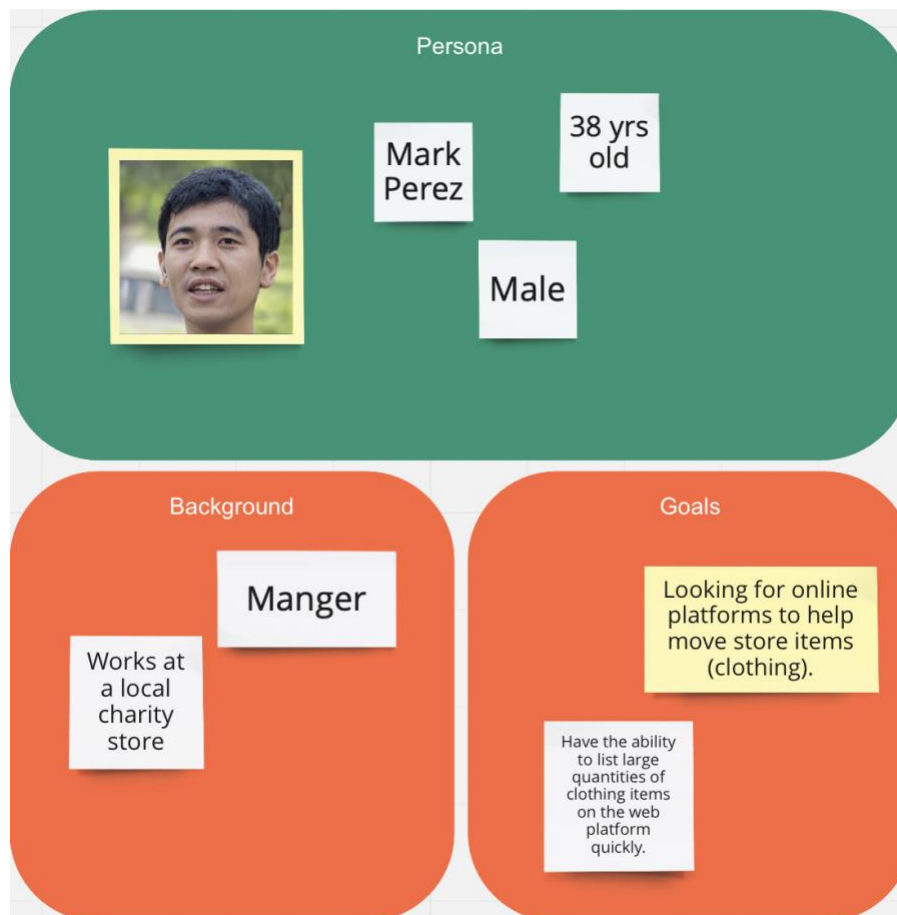 Persona
Mark
Perez
38 yrs
old
Male
Background
Manger
Works at
a local
charity
store
Goals
Looking for online
platforms to help
move store items
(clothing).
Have the ability
to list large
quantities of
clothing items
on the web
platform
quickly.